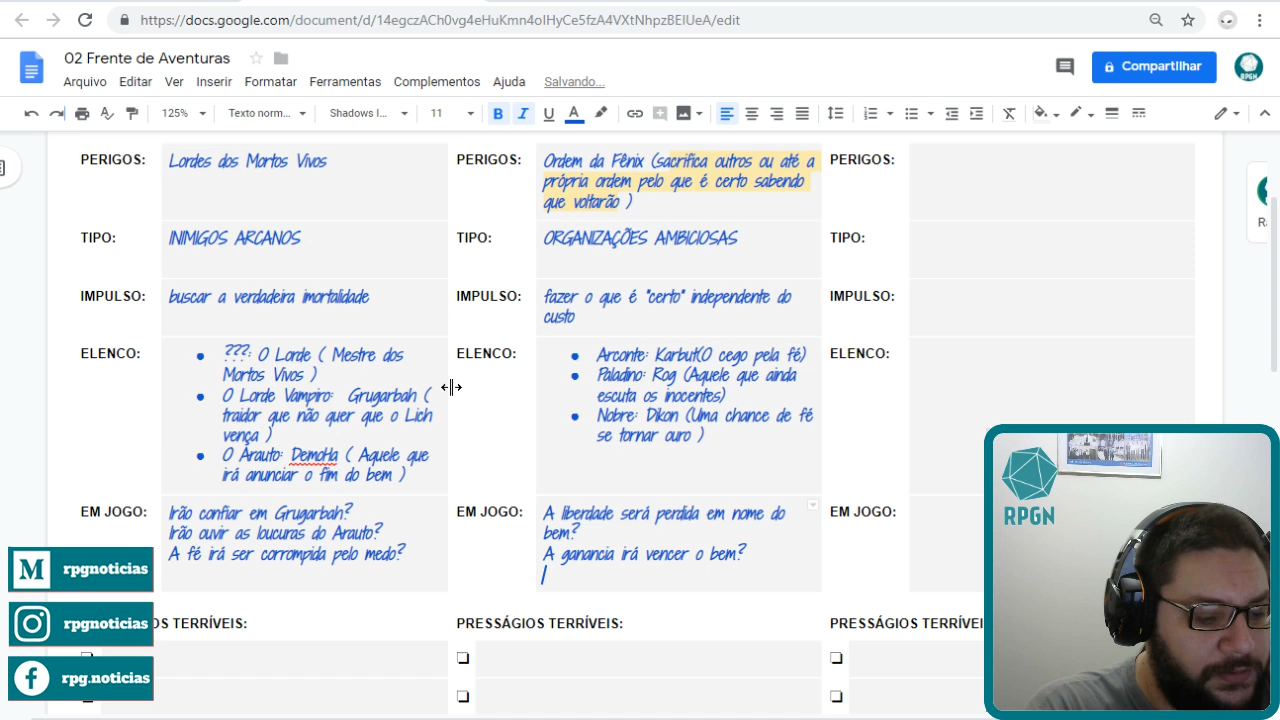 https://docs.google.com/document/d/14egczACh0vg4eHuKmn4oIHyCe5fzA4VXtNhpzBEIUeA/edit
02 Frente de Aventuras
Arquivo Editar Ver Inserir Formatar Ferramentas Complementos Ajuda Salvando...
Compartilhar
RPGN
125% Texto norm... Shadows I... 11 B I U A
PERIGOS: Lordes dos Mortos Vivos
PERIGOS: Ordem da Fênix (sacrifica outros ou até a
própria ordem pelo que é certo sabendo
que voltarão )
PERIGOS:
TIPO: INIMIGOS ARCANOS
TIPO: ORGANIZAÇÕES AMBICIOSAS
TIPO:
IMPULSO: buscar a verdadeira imortalidade
IMPULSO: fazer o que é "certo" independente do
custo
IMPULSO:
ELENCO:
● ???: O Lorde ( Mestre dos
Mortos Vivos )
● O Lorde Vampiro: Grugarbah (
traidor que não quer que o Lich
vença )
● O Arauto: DemoHa ( Aquele que
irá anunciar o fim do bem )
ELENCO:
● Arconte: Karbut(O cego pela fé)
● Paladino: Rog (Aquele que ainda
escuta os inocentes)
● Nobre: Dikon (Uma chance de fé
se tornar ouro )
ELENCO:
EM JOGO: Irão confiar em Grugarbah?
Irão ouvir as loucuras do Arauto?
A fé irá ser corrompida pelo medo?
EM JOGO: A liberdade será perdida em nome do
bem?
A ganancia irá vencer o bem?
EM JOGO:
OS TERRÍVEIS:
PRESSÁGIOS TERRÍVEIS:
PRESSÁGIOS TERRÍVEI
RPGN
M rpgnoticias
rpgnoticias
f rpg.noticias